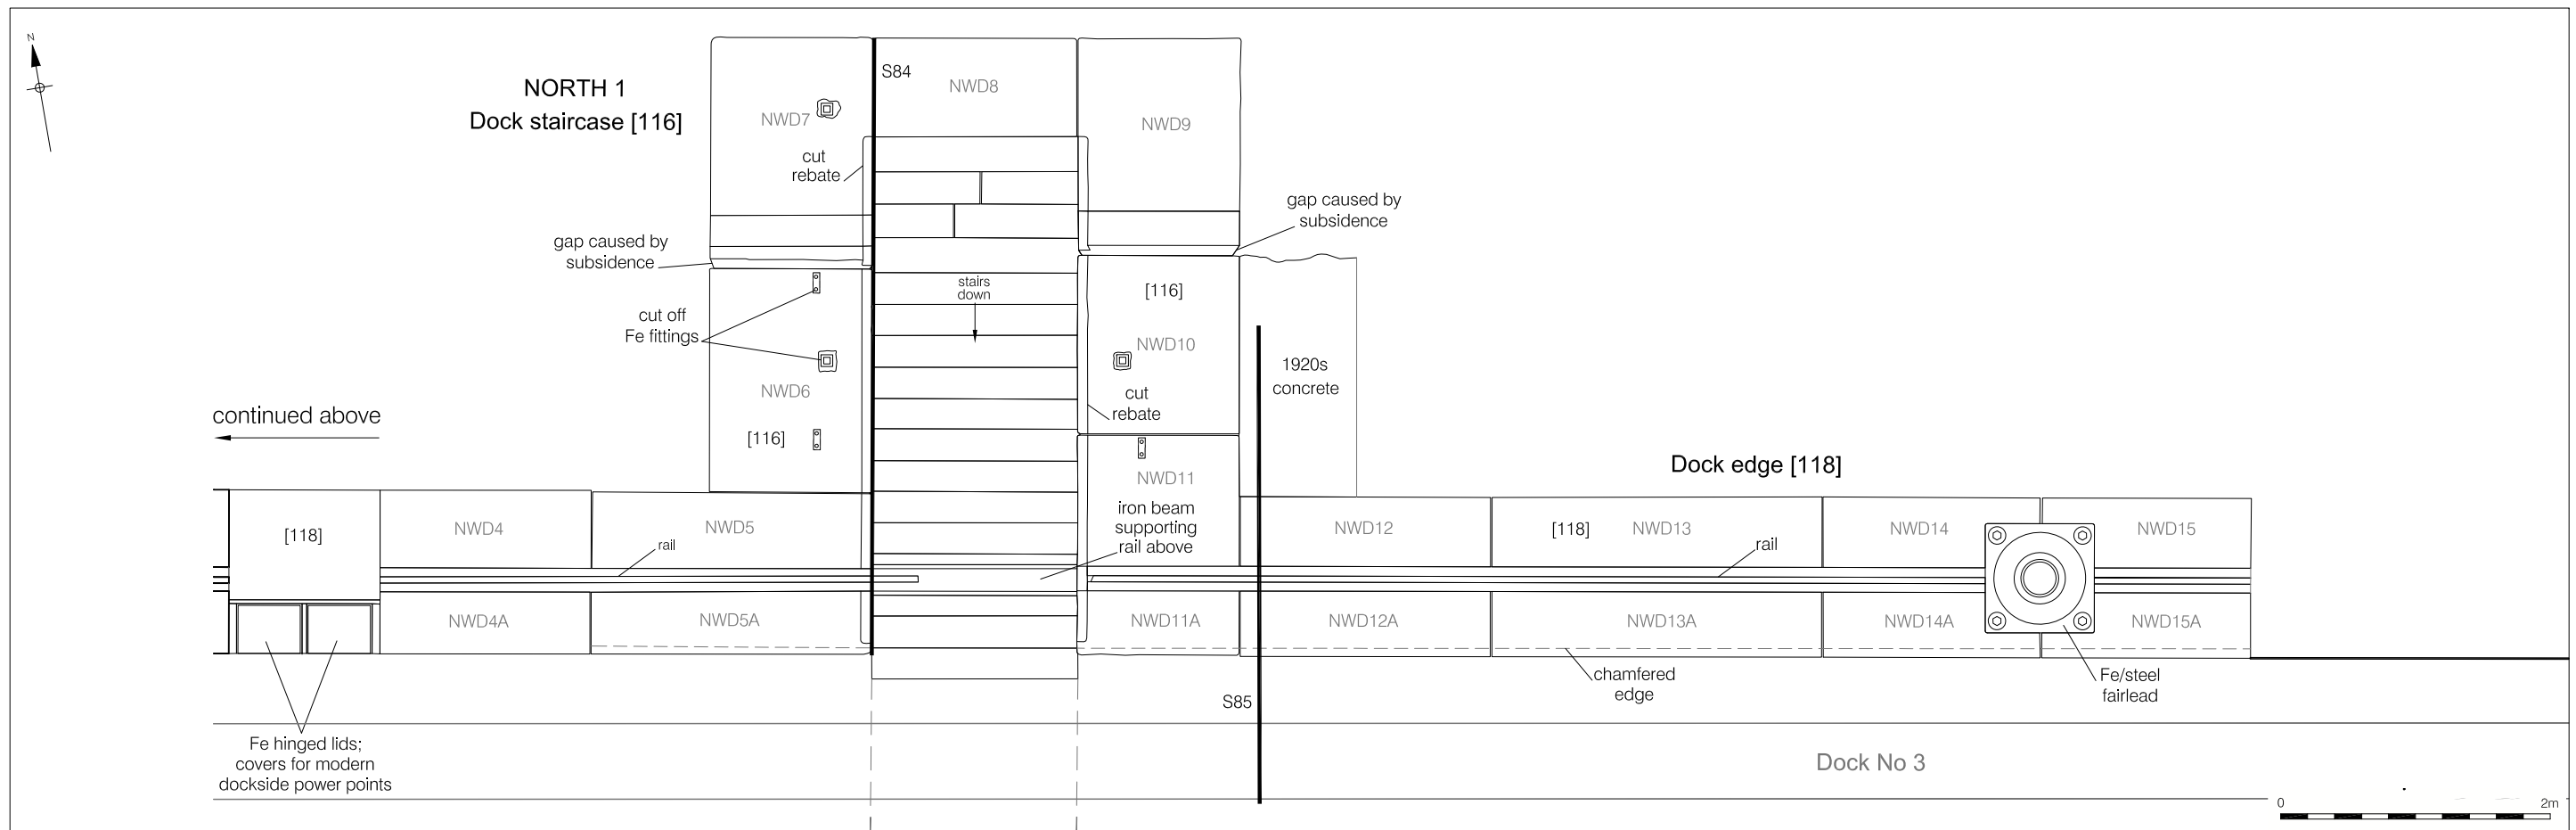 N
NORTH 1
Dock staircase [116]
S84
NWD8
NWD7
NWD9
cut
rebate
gap caused by
subsidence
gap caused by
subsidence
stairs
down
[116]
cut off
Fe fittings
NWD10
1920s
concrete
NWD6
cut
rebate
continued above
[116]
Dock edge [118]
NWD11
iron beam
supporting
rail above
[118]
NWD4
NWD5
rail
NWD12
[118]
NWD13
rail
NWD14
NWD15
NWD4A
NWD5A
NWD11A
NWD12A
NWD13A
NWD14A
NWD15A
chamfered
edge
Fe/steel
fairlead
S85
Fe hinged lids;
covers for modern
dockside power points
Dock No 3
0
2m